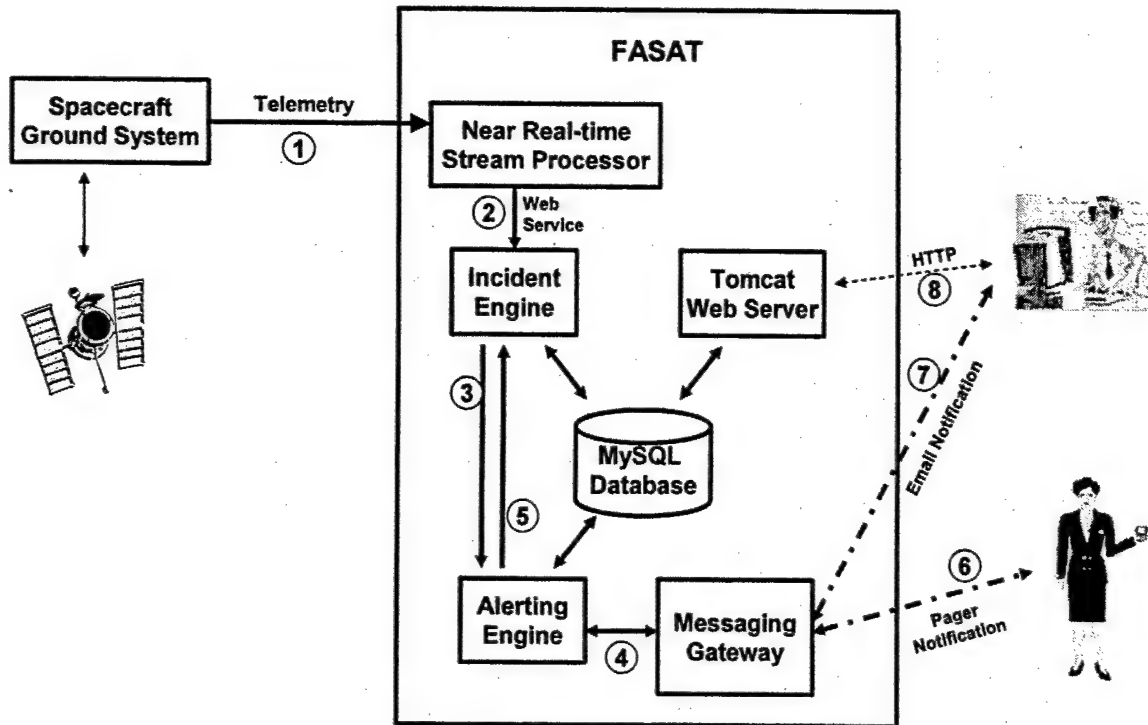 FASAT
Spacecraft
Ground System
Telemetry
1
Near Real-time
Stream Processor
2
Web
Service
Incident
Engine
Tomcat
Web Server
HTTP
8
3
7
Email Notification
MySQL
Database
5
6
Pager
Notification
Alerting
Engine
4
Messaging
Gateway